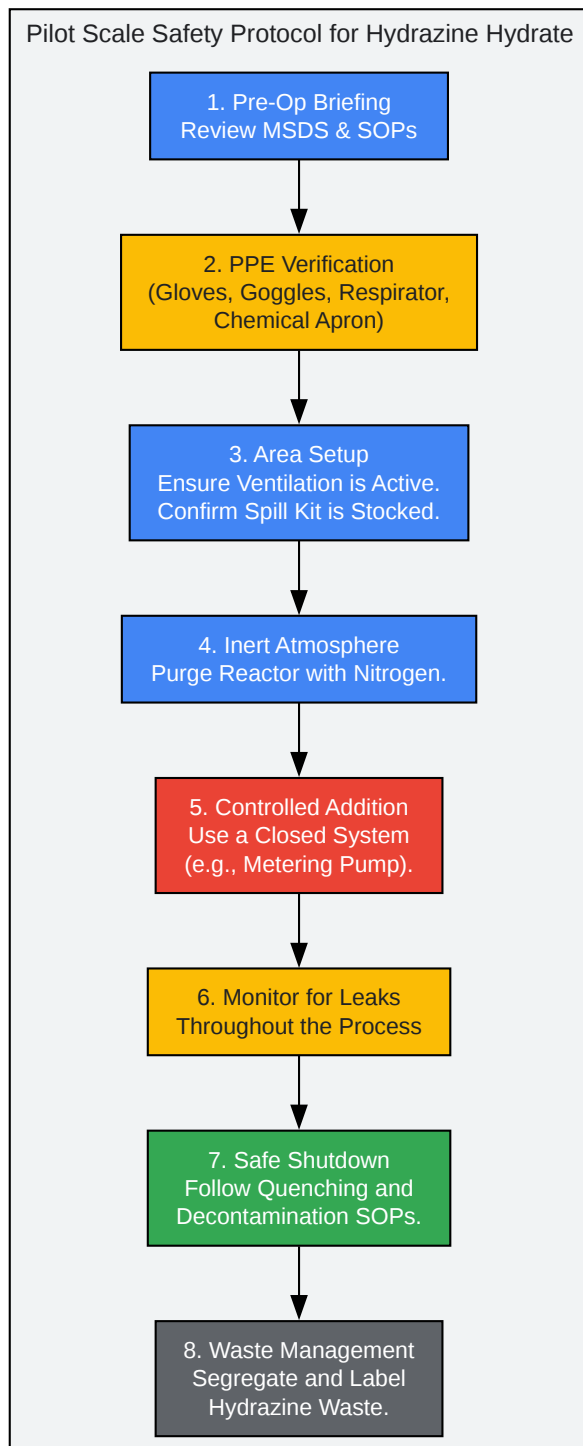 Pilot Scale Safety Protocol for Hydrazine Hydrate
1. Pre-Op Briefing
Review MSDS & SOPs
2. PPE Verification
(Gloves, Goggles, Respirator,
Chemical Apron)
3. Area Setup
Ensure Ventilation is Active.
Confirm Spill Kit is Stocked.
4. Inert Atmosphere
Purge Reactor with Nitrogen.
5. Controlled Addition
Use a Closed System
(e.g., Metering Pump).
6. Monitor for Leaks
Throughout the Process
7. Safe Shutdown
Follow Quenching and
Decontamination SOPs.
8. Waste Management
Segregate and Label
Hydrazine Waste.